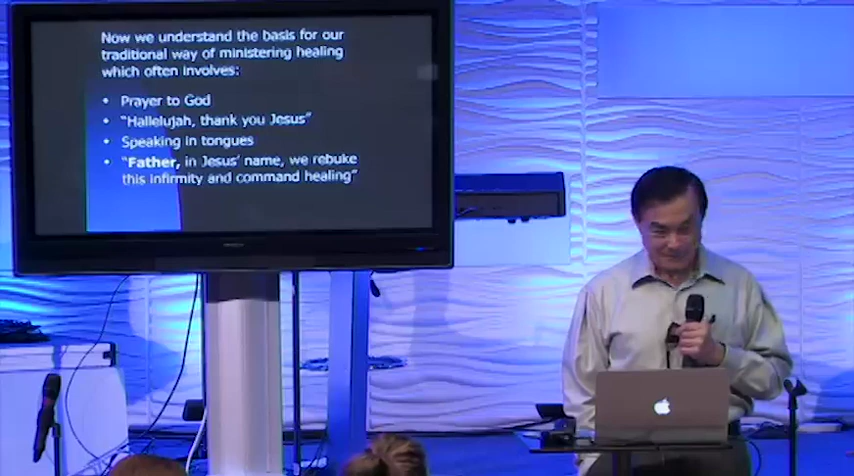 Now we understand the basis for our
traditional way of ministering healing
which often involves:
• Prayer to God
• "Hallelujah, thank you Jesus"
• Speaking in tongues
• "Father, in Jesus' name, we rebuke
this infirmity and command healing"